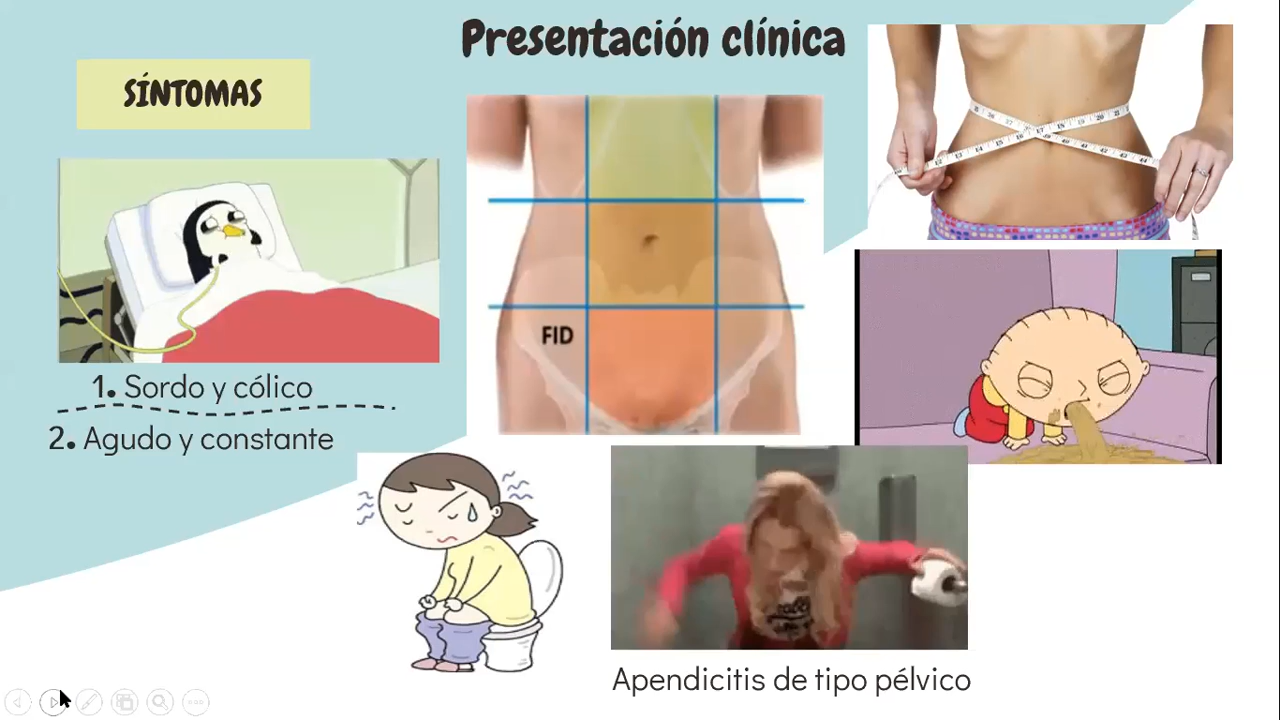 Presentación clínica
SÍNTOMAS
FID
1. Sordo y cólico
2. Agudo y constante
Apendicitis de tipo pélvico